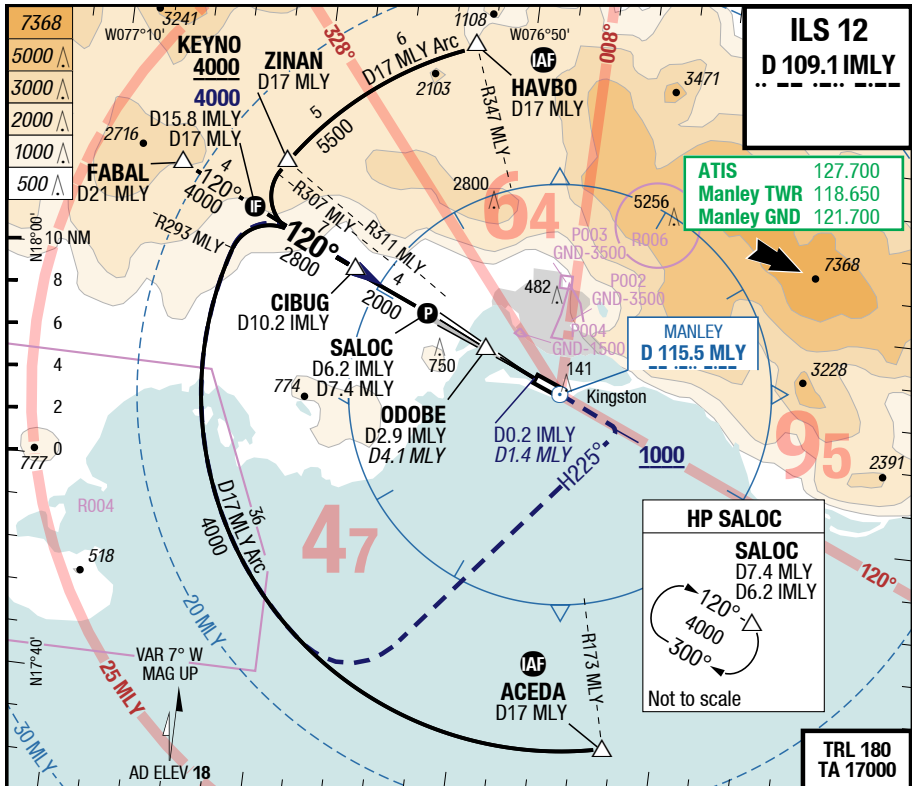 7368
5000
3000
2000
1000
500
3241
W077°10'
KEYNO
4000
4000
D15.8 IMLY
D17 MLY
ZINAN
D17 MLY
328°
1108
W076°50'
6
D17 MLY Arc
5
5500
2103
IAF
HAVBO
D17 MLY
R347 MLY
008°
3471
ILS 12
D 109.1 IMLY
ATIS 127.700
Manley TWR 118.650
Manley GND 121.700
2716
FABAL
D21 MLY
4
120°
4000
IF
R293 MLY
R307 MLY
R311 MLY
120°
2800
4
2000
2800
64
5256
R006
P003
GND-3500
P002
GND-3500
P004
GND-1500
482
7368
N18°00'
10 NM
8
6
4
2
0
CIBUG
D10.2 IMLY
P
SALOC
D6.2 IMLY
D7.4 MLY
750
774
ODOBE
D2.9 IMLY
D4.1 MLY
MANLEY
D 115.5 MLY
141
Kingston
3228
D0.2 IMLY
D1.4 MLY
H225°
1000
95
2391
777
R004
518
36
D17 MLY Arc
4000
47
120°
HP SALOC
SALOC
D7.4 MLY
D6.2 IMLY
120°
4000
300°
Not to scale
N17°40'
20 MLY
25 MLY
30 MLY
VAR 7° W
MAG UP
AD ELEV 18
IAF
ACEDA
D17 MLY
R173 MLY
TRL 180
TA 17000